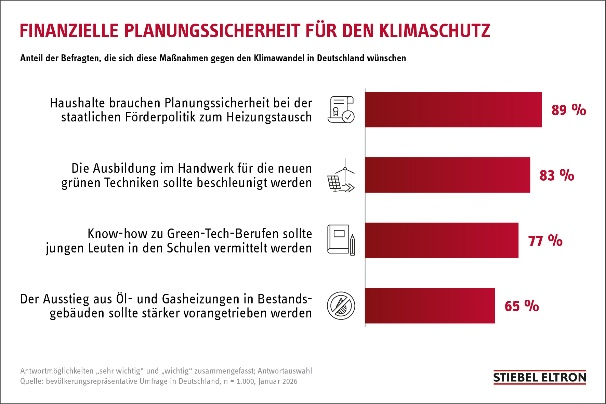 FINANZIELLE PLANUNGSSICHERHEIT FÜR DEN KLIMASCHUTZ
Anteil der Befragten, die sich diese Maßnahmen gegen den Klimawandel in Deutschland wünschen
Haushalte brauchen Planungssicherheit bei der
staatlichen Förderpolitik zum Heizungstausch
89 %
Die Ausbildung im Handwerk für die neuen
grünen Techniken sollte beschleunigt werden
83 %
Know-how zu Green-Tech-Berufen sollte
jungen Leuten in den Schulen vermittelt werden
77 %
Der Ausstieg aus Öl- und Gasheizungen in Bestands-
gebäuden sollte stärker vorangetrieben werden
65 %
Antwortmöglichkeiten „sehr wichtig“ und „wichtig“ zusammengefasst; Antwortauswahl
Quelle: bevölkerungsrepräsentative Umfrage in Deutschland, n = 1.000, Januar 2026
STIEBEL ELTRON